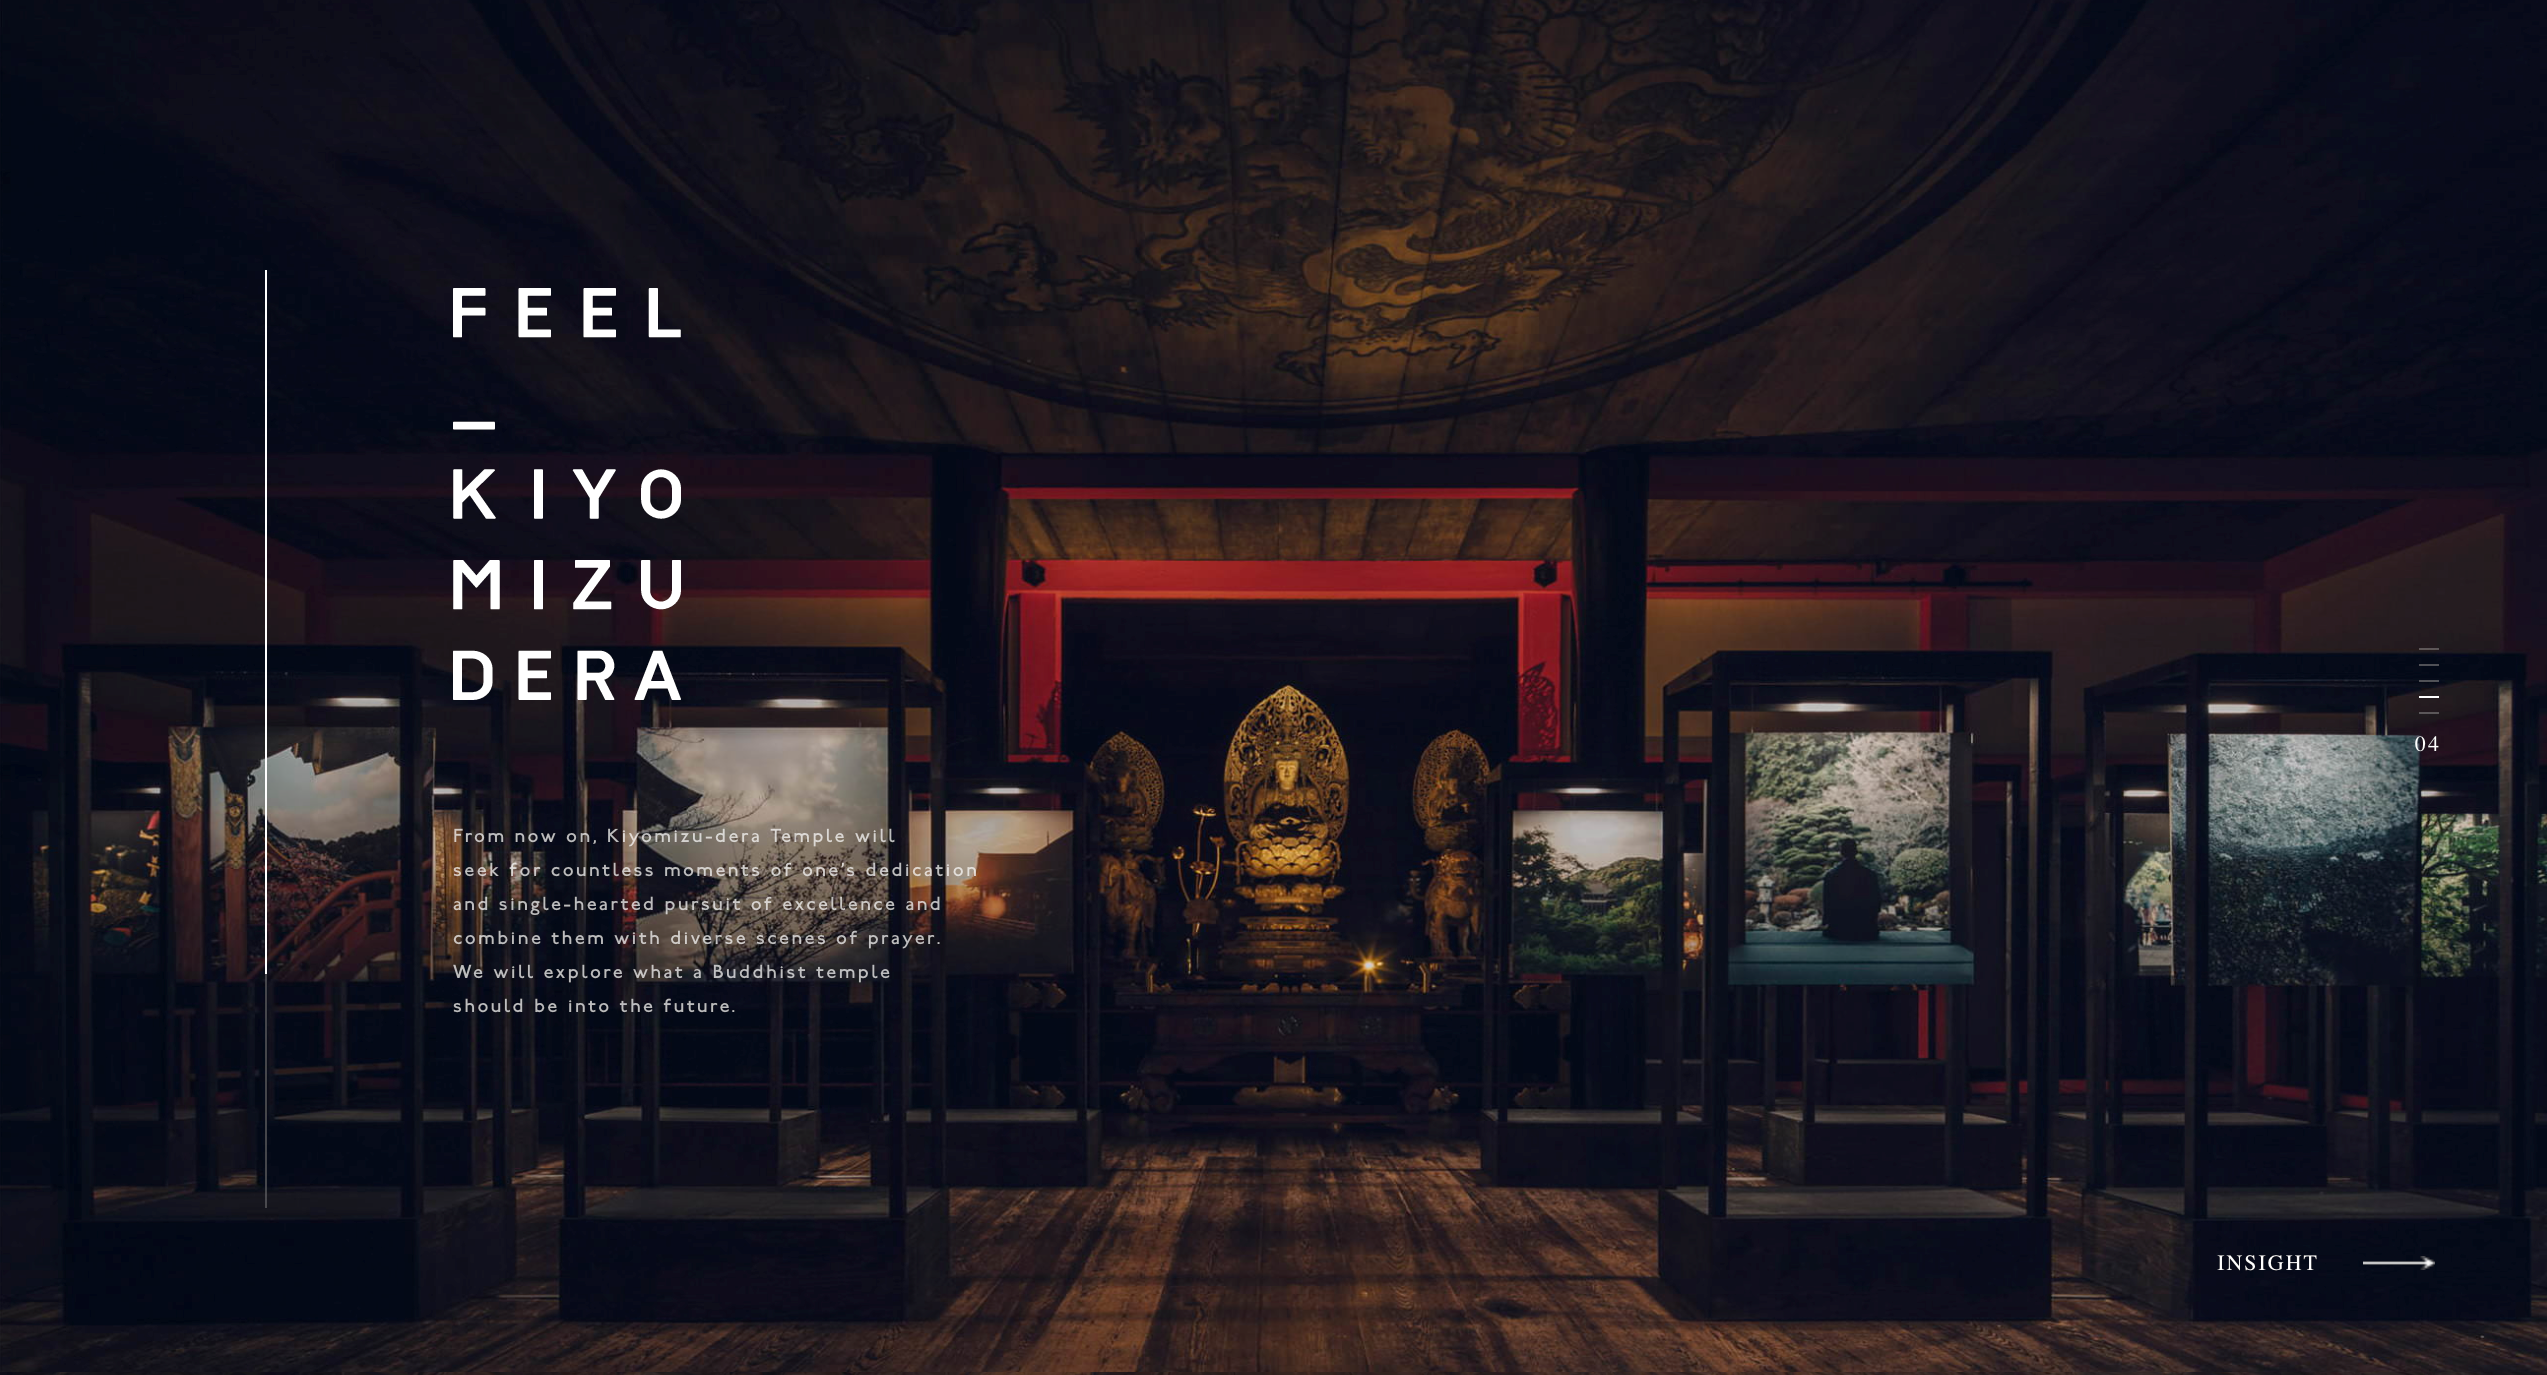 FEEL
–
KIYO
MIZU
DERA
From now on, Kiyomizu-dera Temple will
seek for countless moments of one's dedication
and single-hearted pursuit of excellence and
combine them with diverse scenes of prayer.
We will explore what a Buddhist temple
should be into the future.
04
INSIGHT